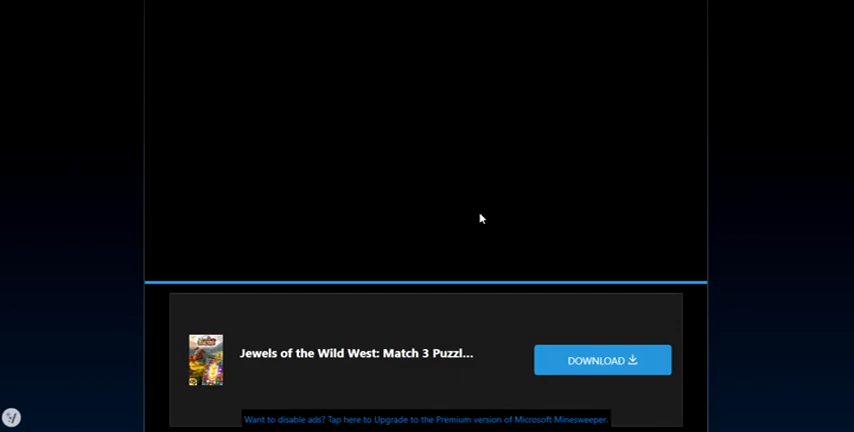 Jewels of the Wild West: Match 3 Puzzl...
DOWNLOAD
Want to disable ads? Tap here to Upgrade to the Premium version of Microsoft Minesweeper.